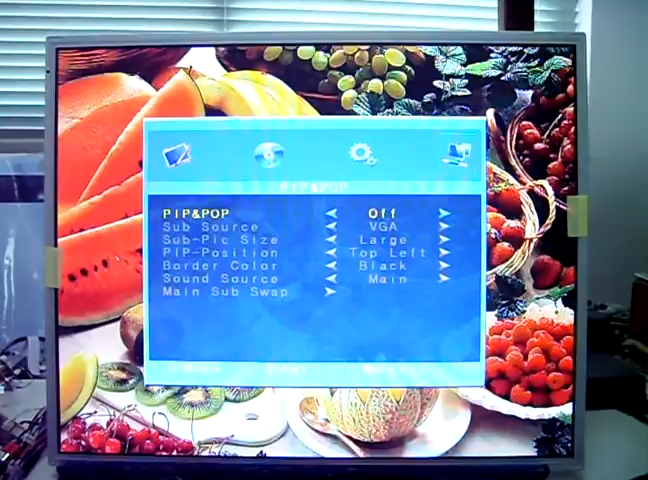 PIP&POP
PIP&POP Off
Sub Source VGA
Sub-Pic Size Large
PIP-Position Top Left
Border Color Black
Sound Source Main
Main Sub Swap